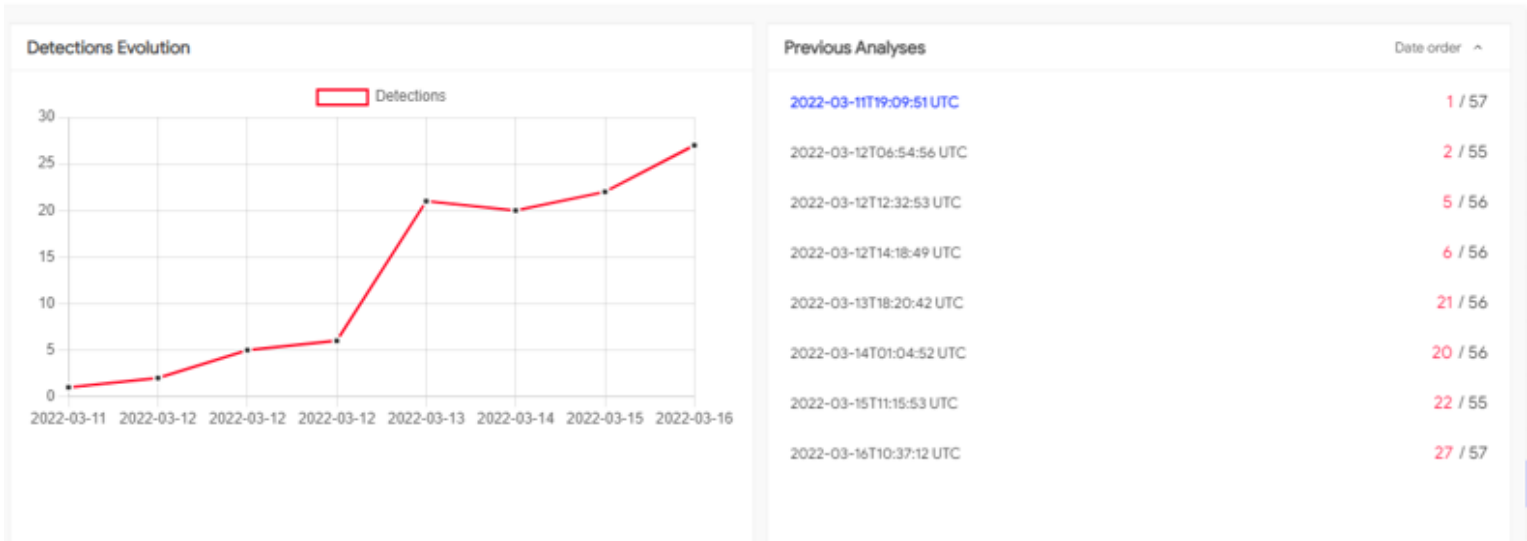 Detections Evolution
Detections
30
25
20
15
10
5
0
2022-03-11 2022-03-12 2022-03-12 2022-03-12 2022-03-13 2022-03-14 2022-03-15 2022-03-16
Previous Analyses Date order
2022-03-11T19:09:51 UTC 1 / 57
2022-03-12T06:54:56 UTC 2 / 55
2022-03-12T12:32:53 UTC 5 / 56
2022-03-12T14:18:49 UTC 6 / 56
2022-03-13T18:20:42 UTC 21 / 56
2022-03-14T01:04:52 UTC 20 / 56
2022-03-15T11:15:53 UTC 22 / 55
2022-03-16T10:37:12 UTC 27 / 57